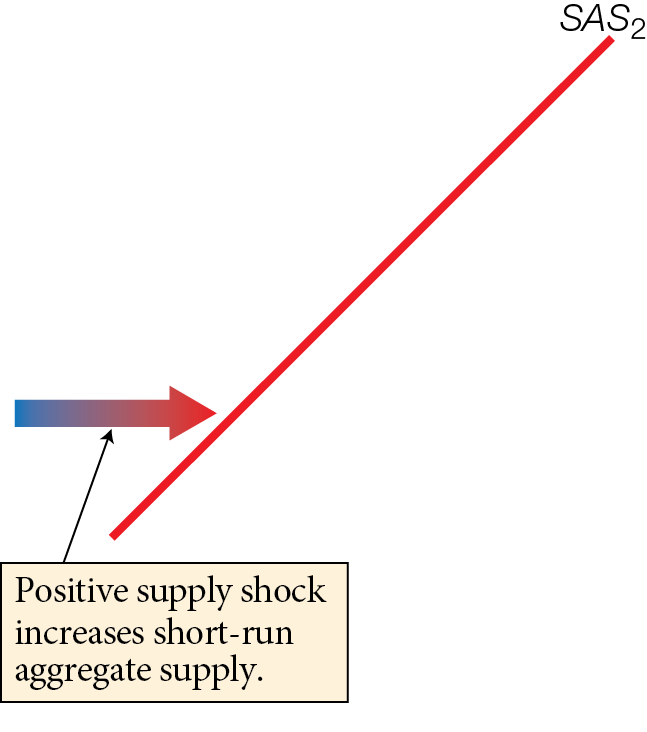 SAS₂
Positive supply shock
increases short-run
aggregate supply.